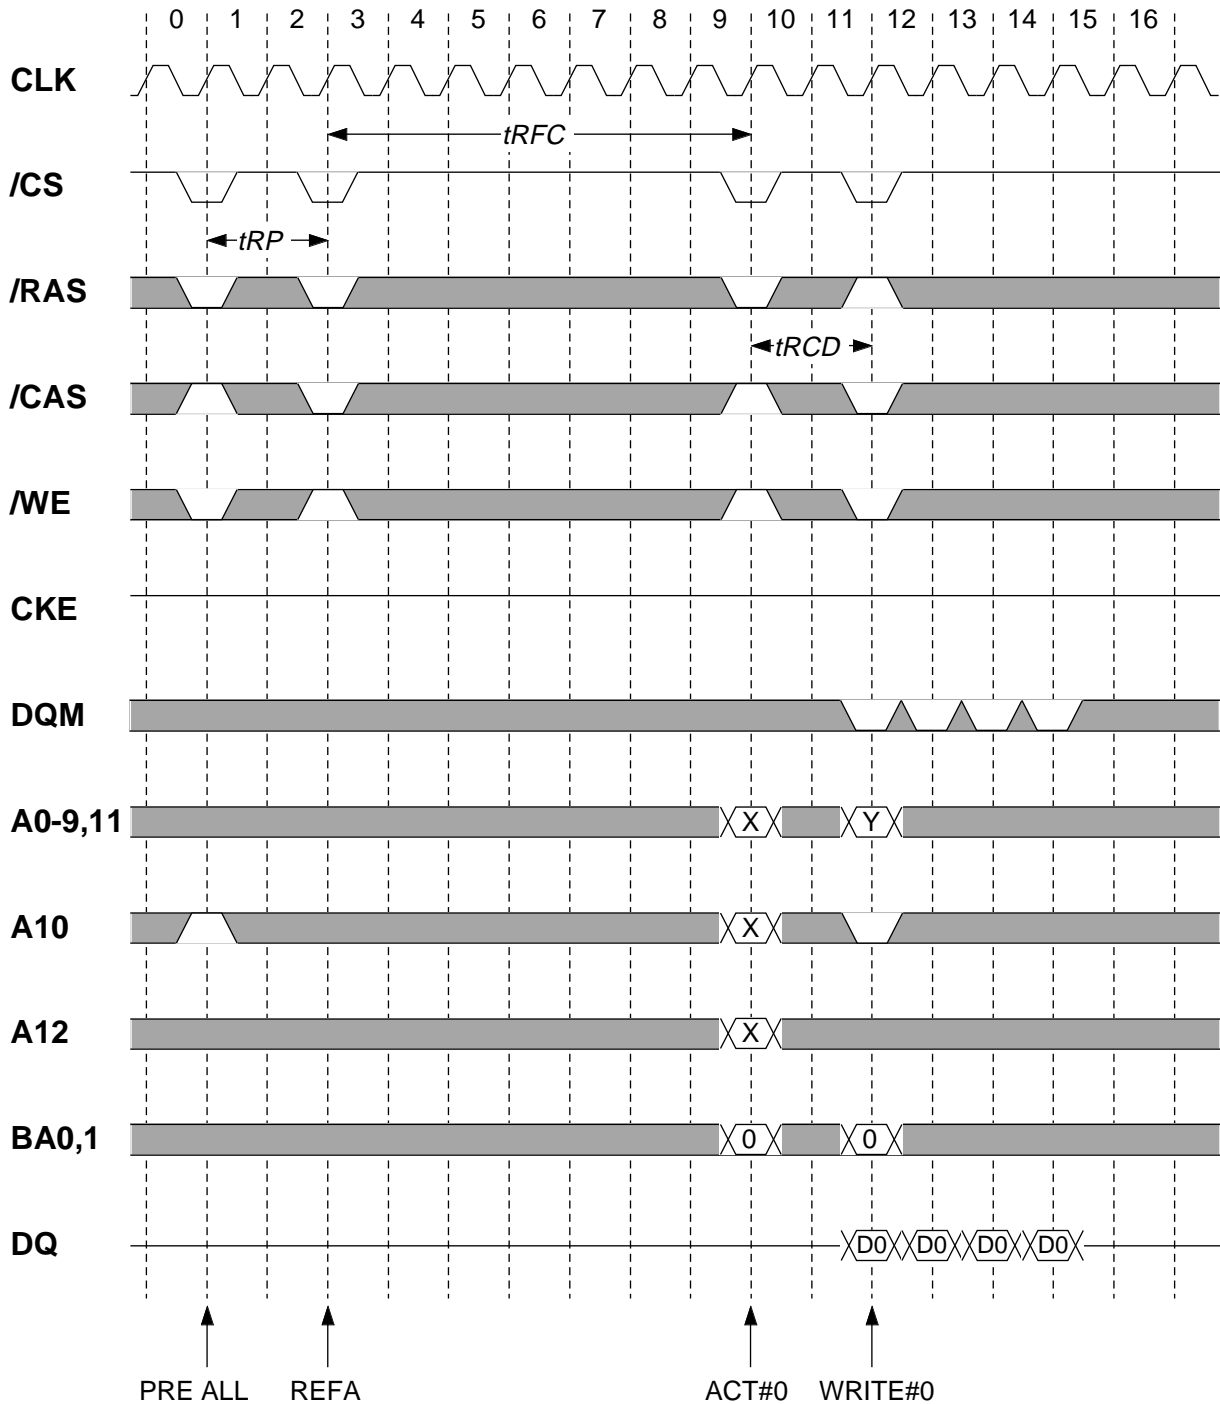 0 1 2 3 4 5 6 7 8 9 10 11 12 13 14 15 16
CLK
tRFC
/CS
tRP
/RAS
tRCD
/CAS
/WE
CKE
DQM
A0-9,11 X Y
A10 X
A12 X
BA0,1 0 0
DQ D0 D0 D0 D0
PRE ALL REFA ACT#0 WRITE#0